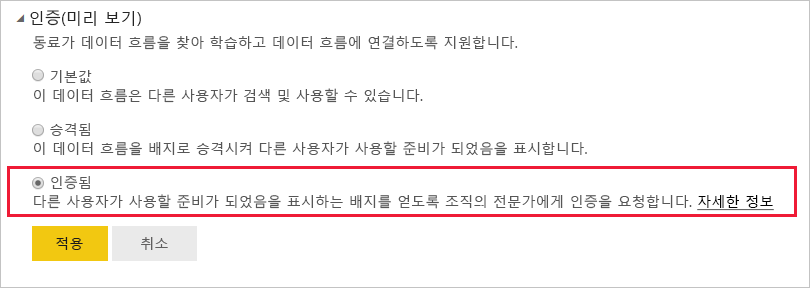 인증(미리 보기)
동료가 데이터 흐름을 찾아 학습하고 데이터 흐름에 연결하도록 지원합니다.
기본값
이 데이터 흐름은 다른 사용자가 검색 및 사용할 수 있습니다.
승격됨
이 데이터 흐름을 배지로 승격시켜 다른 사용자가 사용할 준비가 되었음을 표시합니다.
인증됨
다른 사용자가 사용할 준비가 되었음을 표시하는 배지를 얻도록 조직의 전문가에게 인증을 요청합니다. 자세한 정보
적용 취소